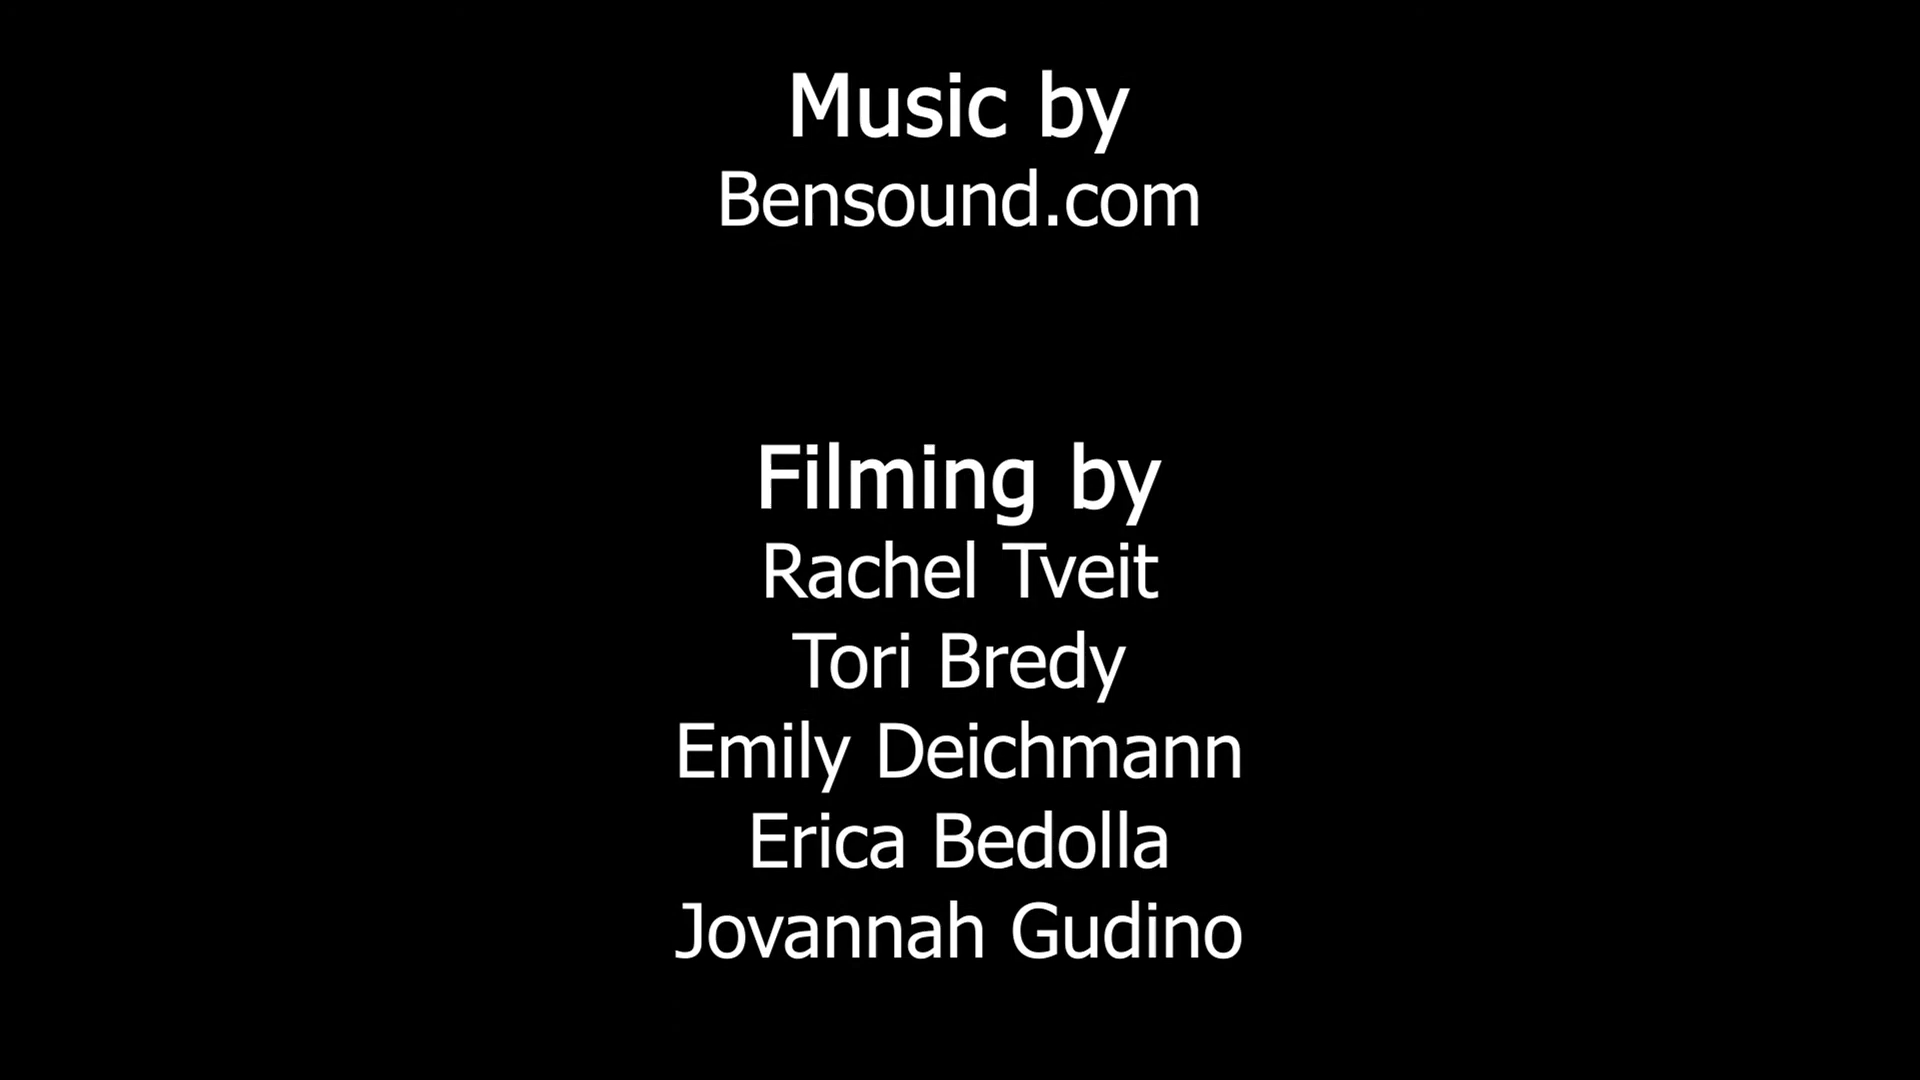 Music by
Bensound.com
Filming by
Rachel Tveit
Tori Bredy
Emily Deichmann
Erica Bedolla
Jovannah Gudino